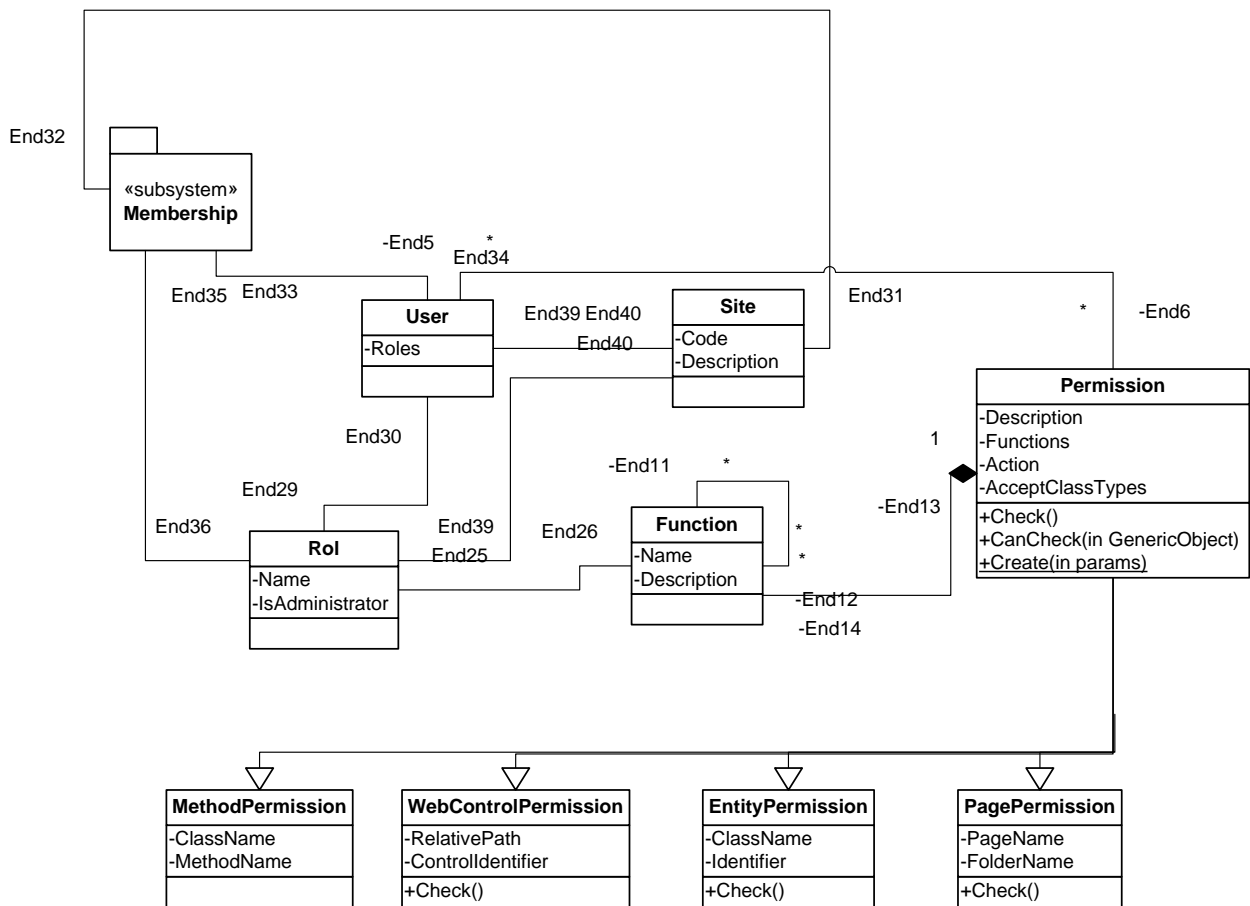 End32
«subsystem»
Membership
-End5
*
End34
End35
End33
End31
*
-End6
User
-Roles
End39
End40
End40
Site
-Code
-Description
Permission
-Description
-Functions
-Action
-AcceptClassTypes
+Check()
+CanCheck(in GenericObject)
+Create(in params)
End30
1
-End11
*
End29
-End13
End36
End39
End25
End26
Rol
-Name
-IsAdministrator
Function
-Name
-Description
*
*
-End12
-End14
MethodPermission
-ClassName
-MethodName
WebControlPermission
-RelativePath
-ControlIdentifier
+Check()
EntityPermission
-ClassName
-Identifier
+Check()
PagePermission
-PageName
-FolderName
+Check()